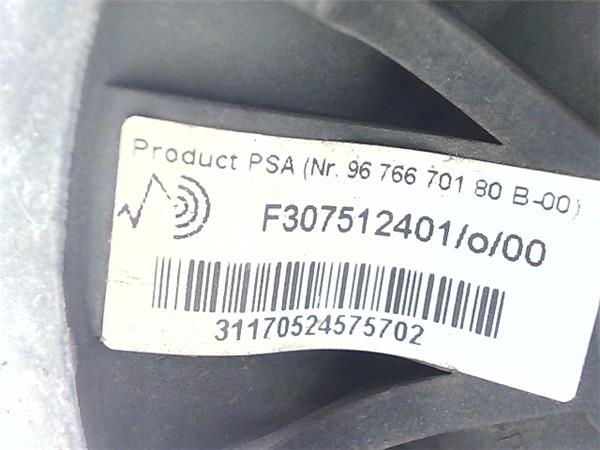 Product PSA (Nr. 96 766 701 80 B-00)
F307512401/o/00
31170524575702